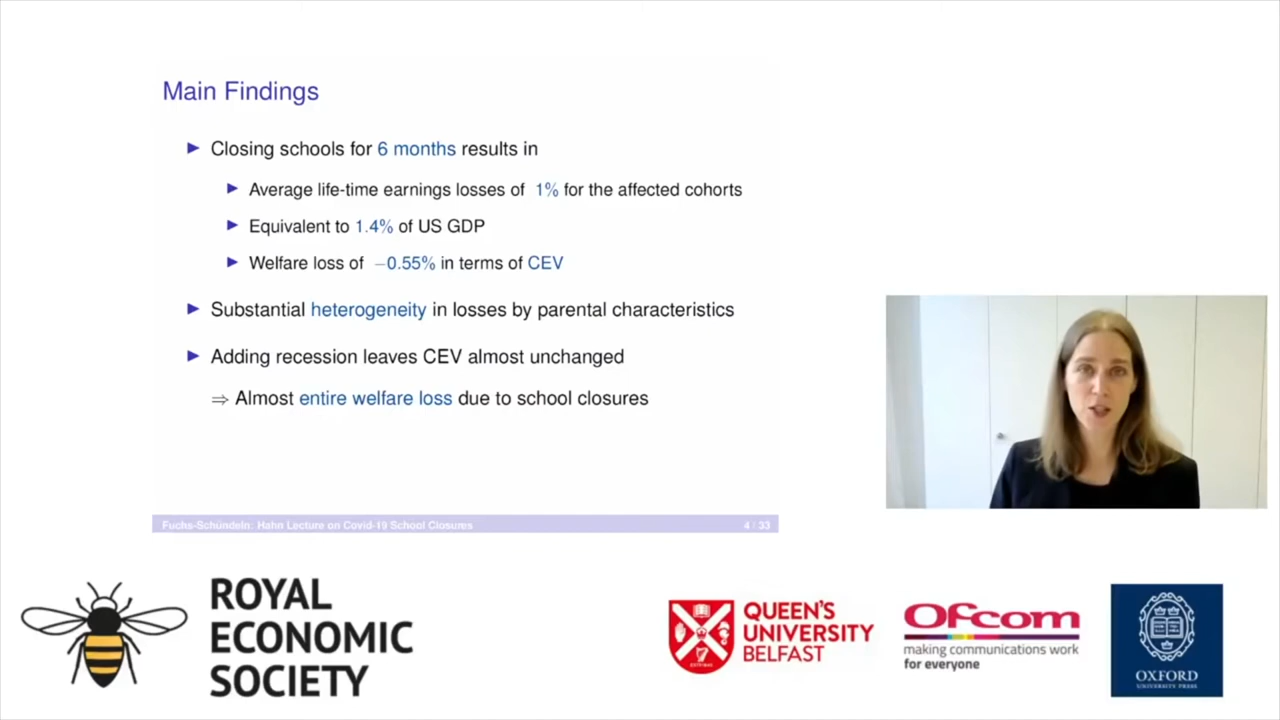 Main Findings
Closing schools for 6 months results in
Average life-time earnings losses of 1% for the affected cohorts
Equivalent to 1.4% of US GDP
Welfare loss of −0.55% in terms of CEV
Substantial heterogeneity in losses by parental characteristics
Adding recession leaves CEV almost unchanged
⇒ Almost entire welfare loss due to school closures
Fuchs-Schündeln: Hahn Lecture on Covid-19 School Closures 4 / 33
ROYAL
ECONOMIC
SOCIETY
QUEEN'S
UNIVERSITY
BELFAST
Ofcom
making communications work
for everyone
OXFORD
UNIVERSITY PRESS